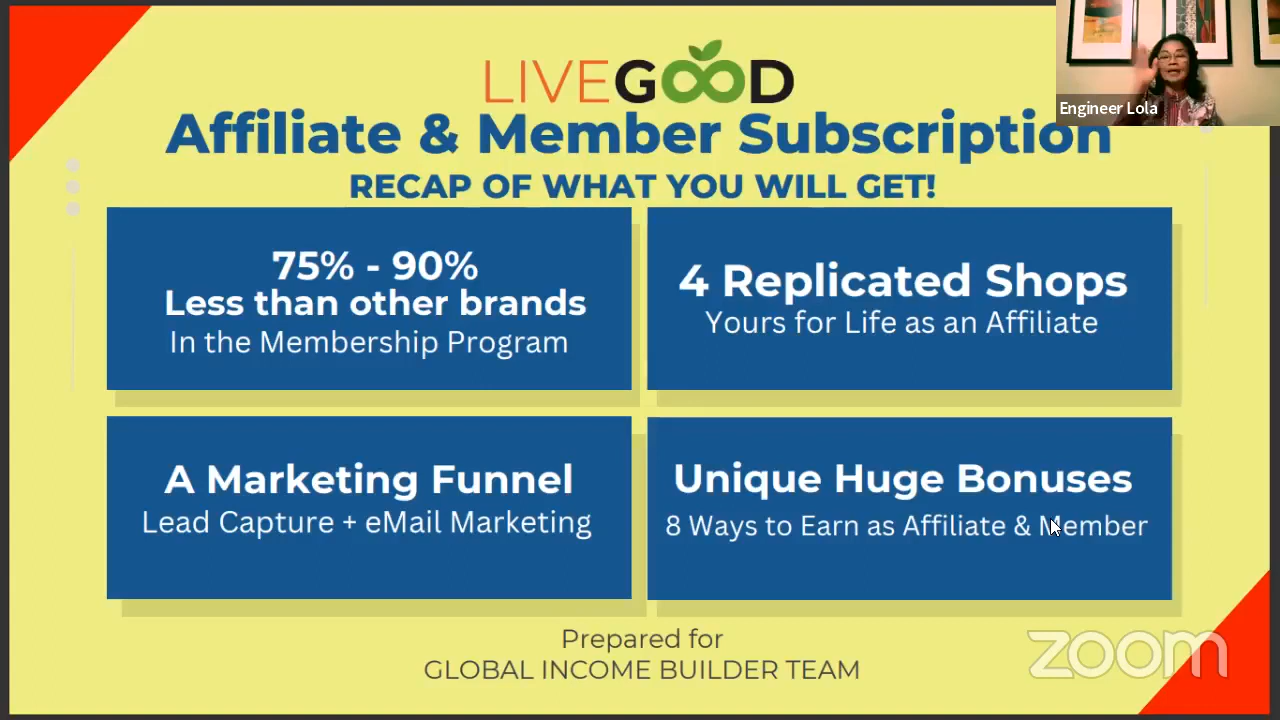 LIVEGOOD
Engineer Lola
Affiliate & Member Subscription
RECAP OF WHAT YOU WILL GET!
75% - 90%
Less than other brands
In the Membership Program
4 Replicated Shops
Yours for Life as an Affiliate
A Marketing Funnel
Lead Capture + eMail Marketing
Unique Huge Bonuses
8 Ways to Earn as Affiliate & Member
Prepared for
GLOBAL INCOME BUILDER TEAM
zoom